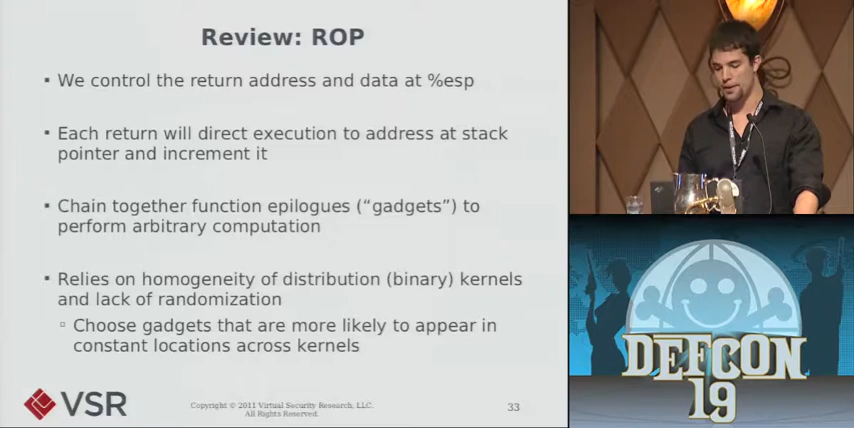 Review: ROP
▪ We control the return address and data at %esp
▪ Each return will direct execution to address at stack
pointer and increment it
▪ Chain together function epilogues (“gadgets”) to
perform arbitrary computation
▪ Relies on homogeneity of distribution (binary) kernels
and lack of randomization
▫ Choose gadgets that are more likely to appear in
constant locations across kernels
VSR
Copyright © 2011 Virtual Security Research, LLC.
All Rights Reserved.
33
DEFCON
19